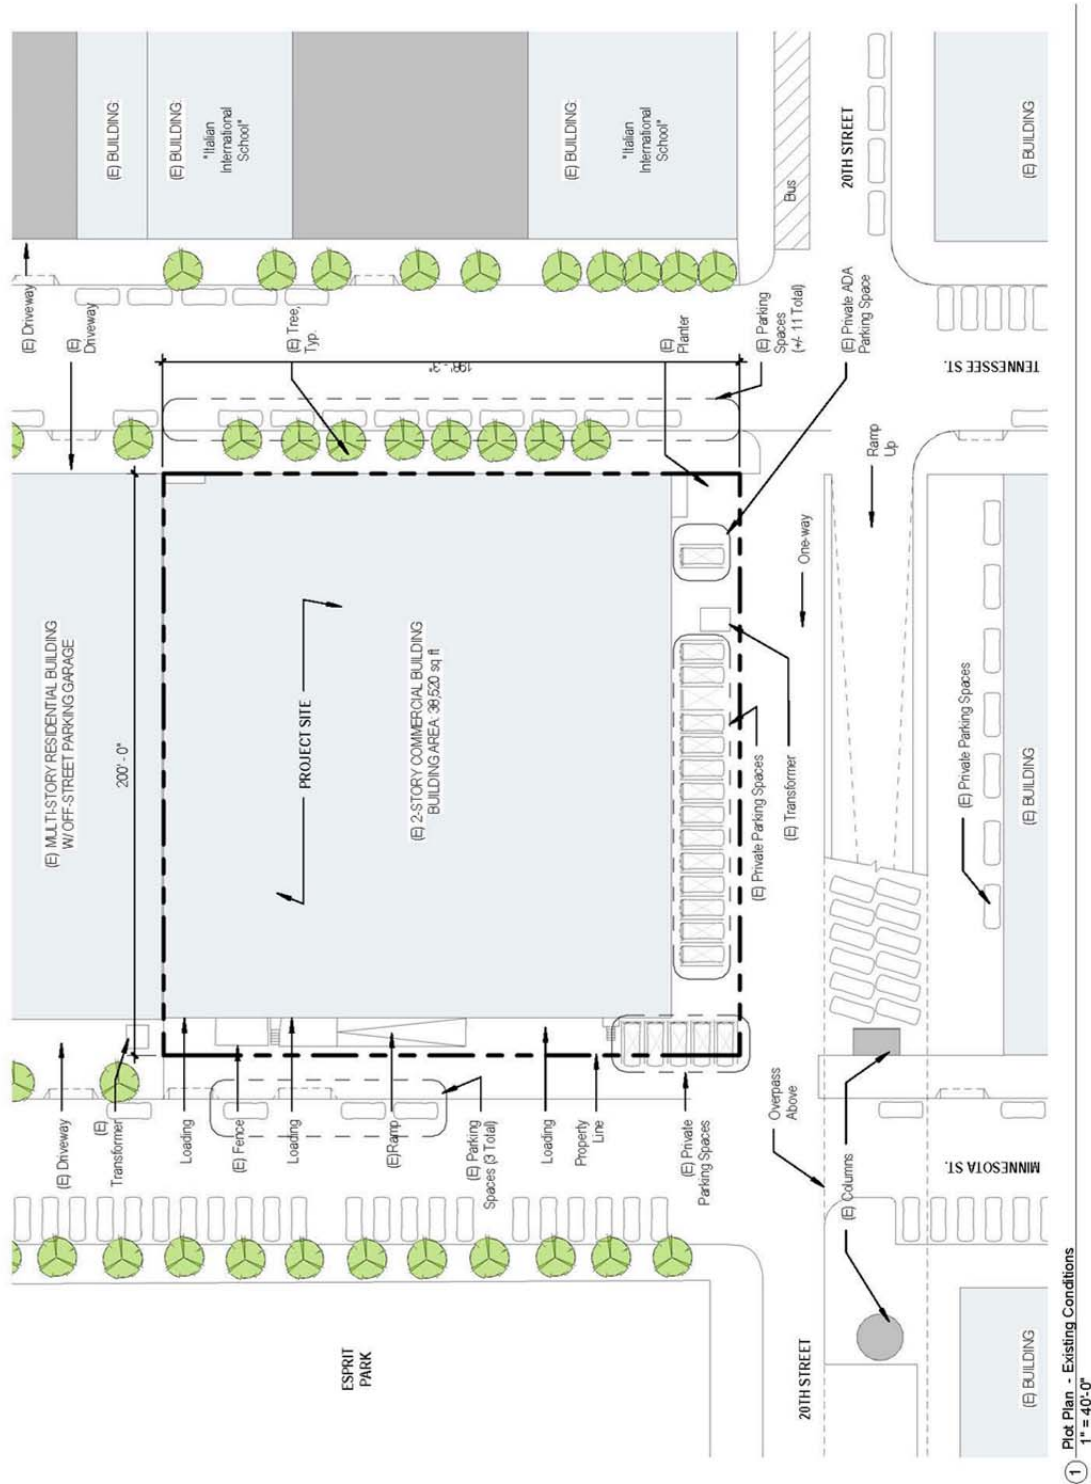 (E) Driveway
(E)
Driveway
(E) BUILDING:
(E) BUILDING:
"Italian
International
School"
(E) BUILDING:
"Italian
International
School"
Bus
20TH STREET
(E) BUILDING
(E) Tree,
Typ.
198' - 3"
(E)
Planter
(E) Parking
Spaces
(+/- 11 Total)
(E) Private ADA
Parking Space
TENNESSEE ST.
(E) MULTI-STORY RESIDENTIAL BUILDING
W/ OFF-STREET PARKING GARAGE
200' - 0"
PROJECT SITE
(E) 2-STORY COMMERCIAL BUILDING
BUILDING AREA: 38,520 sq ft
(E) Private Parking Spaces
(E) Transformer
One-way
Ramp
Up
(E) Private Parking Spaces
(E) BUILDING
(E) Driveway
(E)
Transformer
Loading
(E) Fence
Loading
(E)Ramp
(E) Parking
Spaces (3 Total)
Loading
Property
Line
(E) Private
Parking Spaces
Overpass
Above
(E) Columns
MINNESOTA ST.
ESPRIT
PARK
20TH STREET
(E) BUILDING
1
Plot Plan - Existing Conditions
1" = 40'-0"